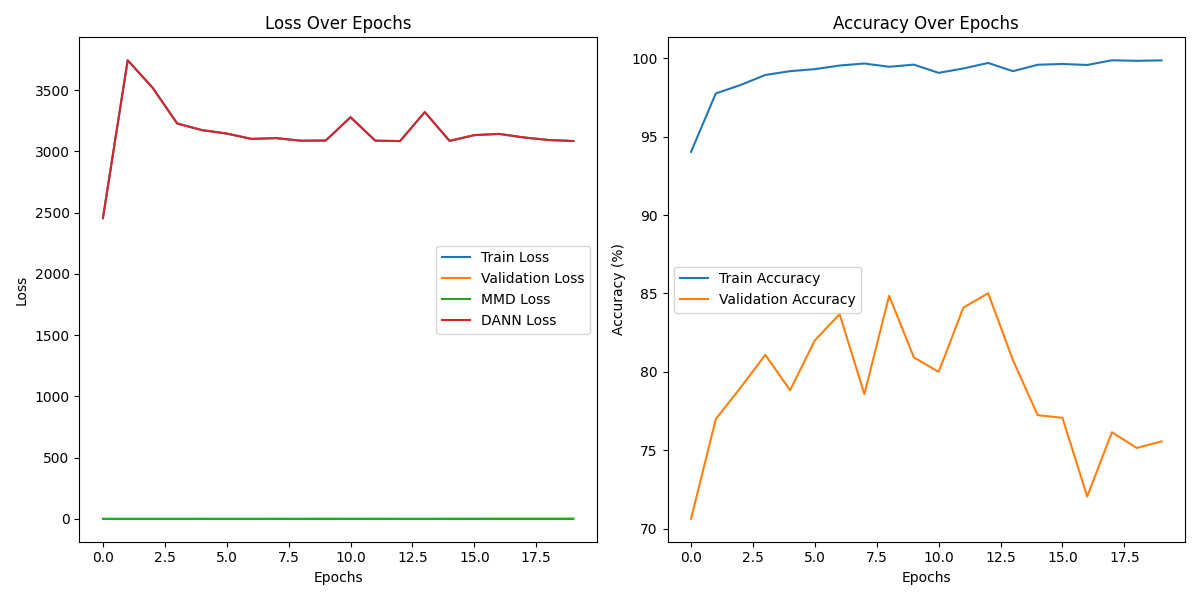 Loss Over Epochs
Loss
3500
3000
2500
2000
1500
1000
500
0
Train Loss
Validation Loss
MMD Loss
DANN Loss
0.0 2.5 5.0 7.5 10.0 12.5 15.0 17.5
Epochs
Accuracy Over Epochs
Accuracy (%)
100
95
90
85
80
75
70
Train Accuracy
Validation Accuracy
0.0 2.5 5.0 7.5 10.0 12.5 15.0 17.5
Epochs